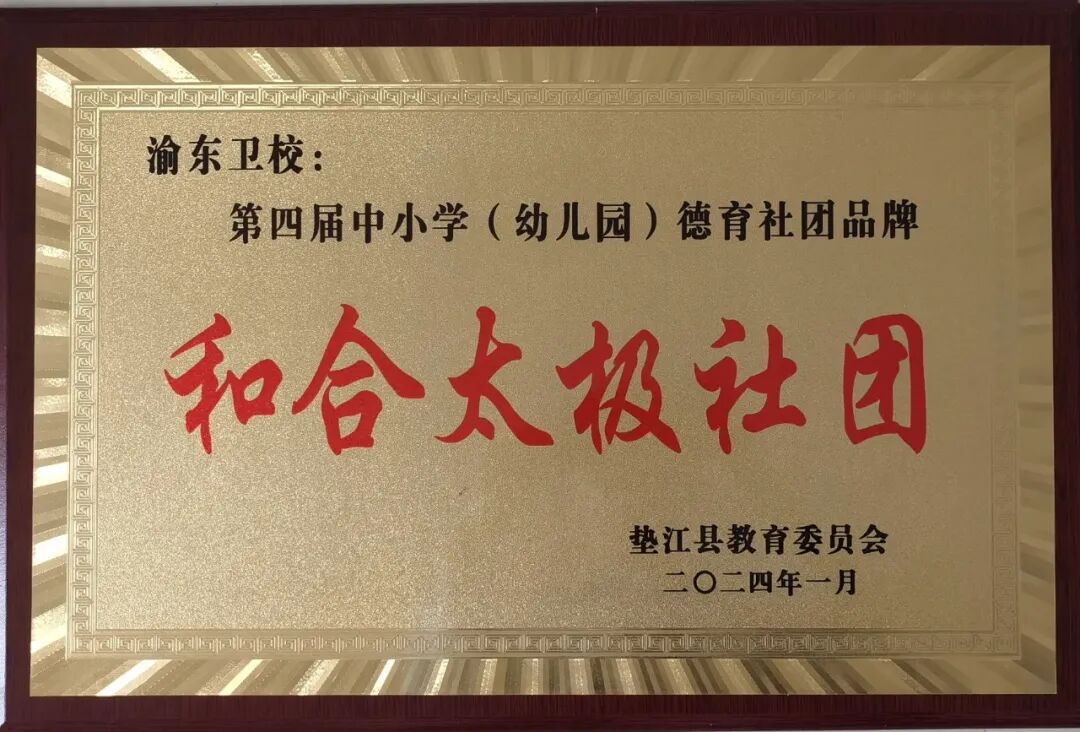 渝东卫校：
第四届中小学（幼儿园）德育社团品牌
和合太极社团
垫江县教育委员会
二〇二四年一月